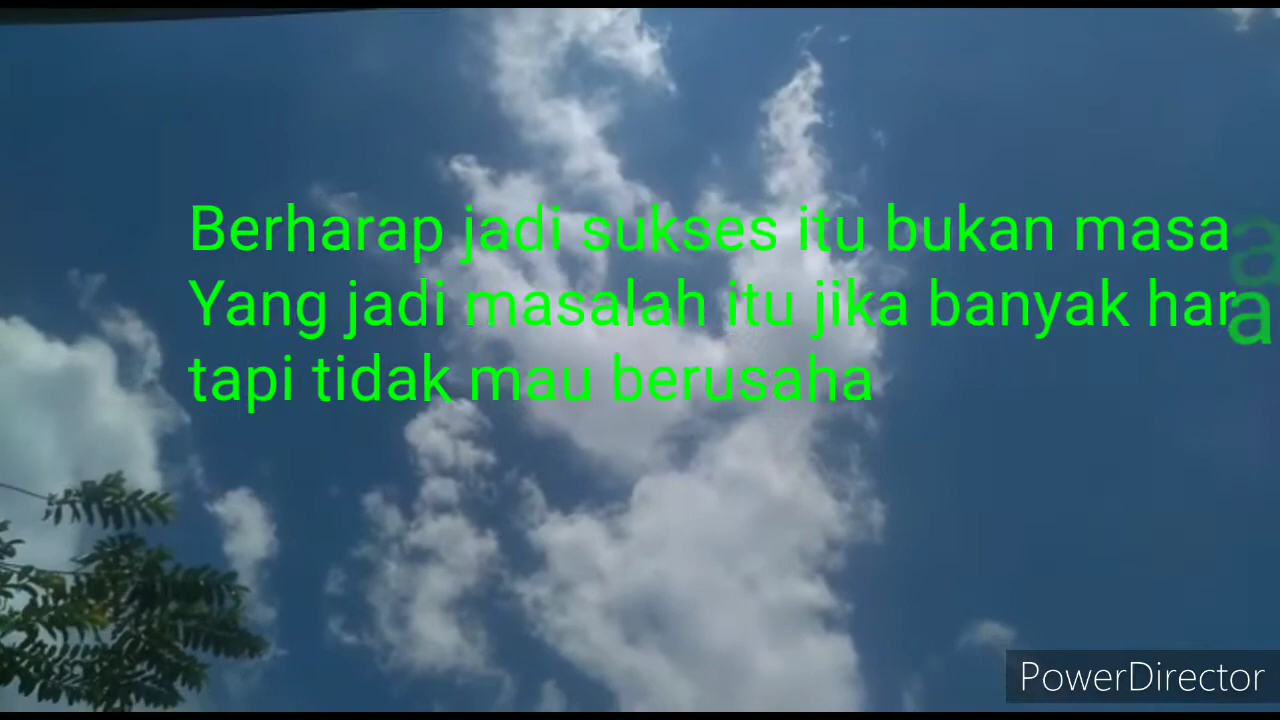 Berharap jadi sukses itu bukan masa a
Yang jadi masalah itu jika banyak har a
tapi tidak mau berusaha
PowerDirector